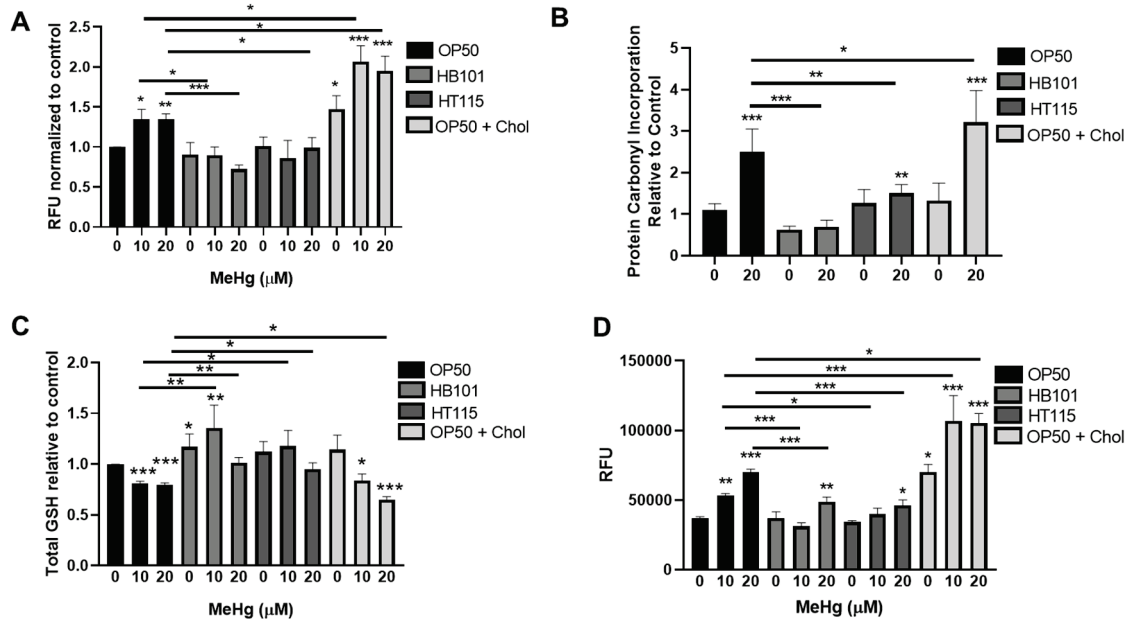 A
RFU normalized to control
2.5
2.0
1.5
1.0
0.5
0.0
*
*
*
*
***
*
**
*
***
***
0 10 20 0 10 20 0 10 20 0 10 20
MeHg (μM)
OP50
HB101
HT115
OP50 + Chol
B
Protein Carbonyl Incorporation
Relative to Control
5
4
3
2
1
0
*
**
***
***
**
***
0 20 0 20 0 20 0 20
OP50
HB101
HT115
OP50 + Chol
C
Total GSH relative to control
2.0
1.5
1.0
0.5
0.0
*
*
*
**
**
***
***
*
**
*
***
0 10 20 0 10 20 0 10 20 0 10 20
MeHg (μM)
OP50
HB101
HT115
OP50 + Chol
D
RFU
150000
100000
50000
0
*
***
***
*
***
***
**
***
**
*
*
***
***
0 10 20 0 10 20 0 10 20 0 10 20
MeHg (μM)
OP50
HB101
HT115
OP50 + Chol